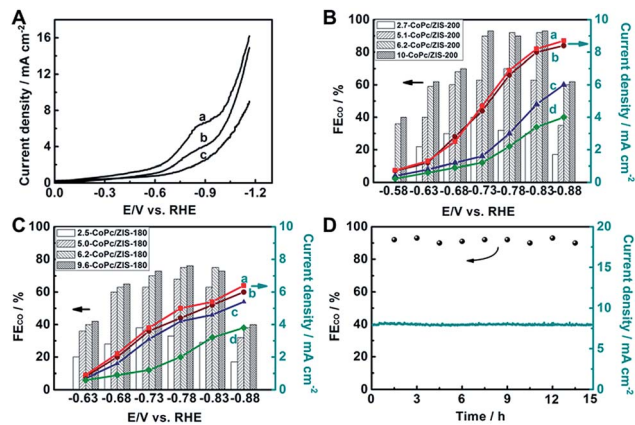 A
Current density / mA cm⁻²
16
12
8
4
0
a
b
c
0.0 -0.3 -0.6 -0.9 -1.2
E/V vs. RHE
B
FE_CO / %
100
80
60
40
20
0
2.7-CoPc/ZIS-200
5.1-CoPc/ZIS-200
6.2-CoPc/ZIS-200
10-CoPc/ZIS-200
a
b
c
d
10
8
6
4
2
0
Current density / mA cm⁻²
-0.58 -0.63 -0.68 -0.73 -0.78 -0.83 -0.88
E/V vs. RHE
C
FE_CO / %
100
80
60
40
20
0
2.5-CoPc/ZIS-180
5.0-CoPc/ZIS-180
6.2-CoPc/ZIS-180
9.6-CoPc/ZIS-180
a
b
c
d
10
8
6
4
2
0
Current density / mA cm⁻²
-0.63 -0.68 -0.73 -0.78 -0.83 -0.88
E/V vs. RHE
D
FE_CO / %
100
80
60
40
20
0
20
15
10
5
0
Current density / mA cm⁻²
0 3 6 9 12 15
Time / h